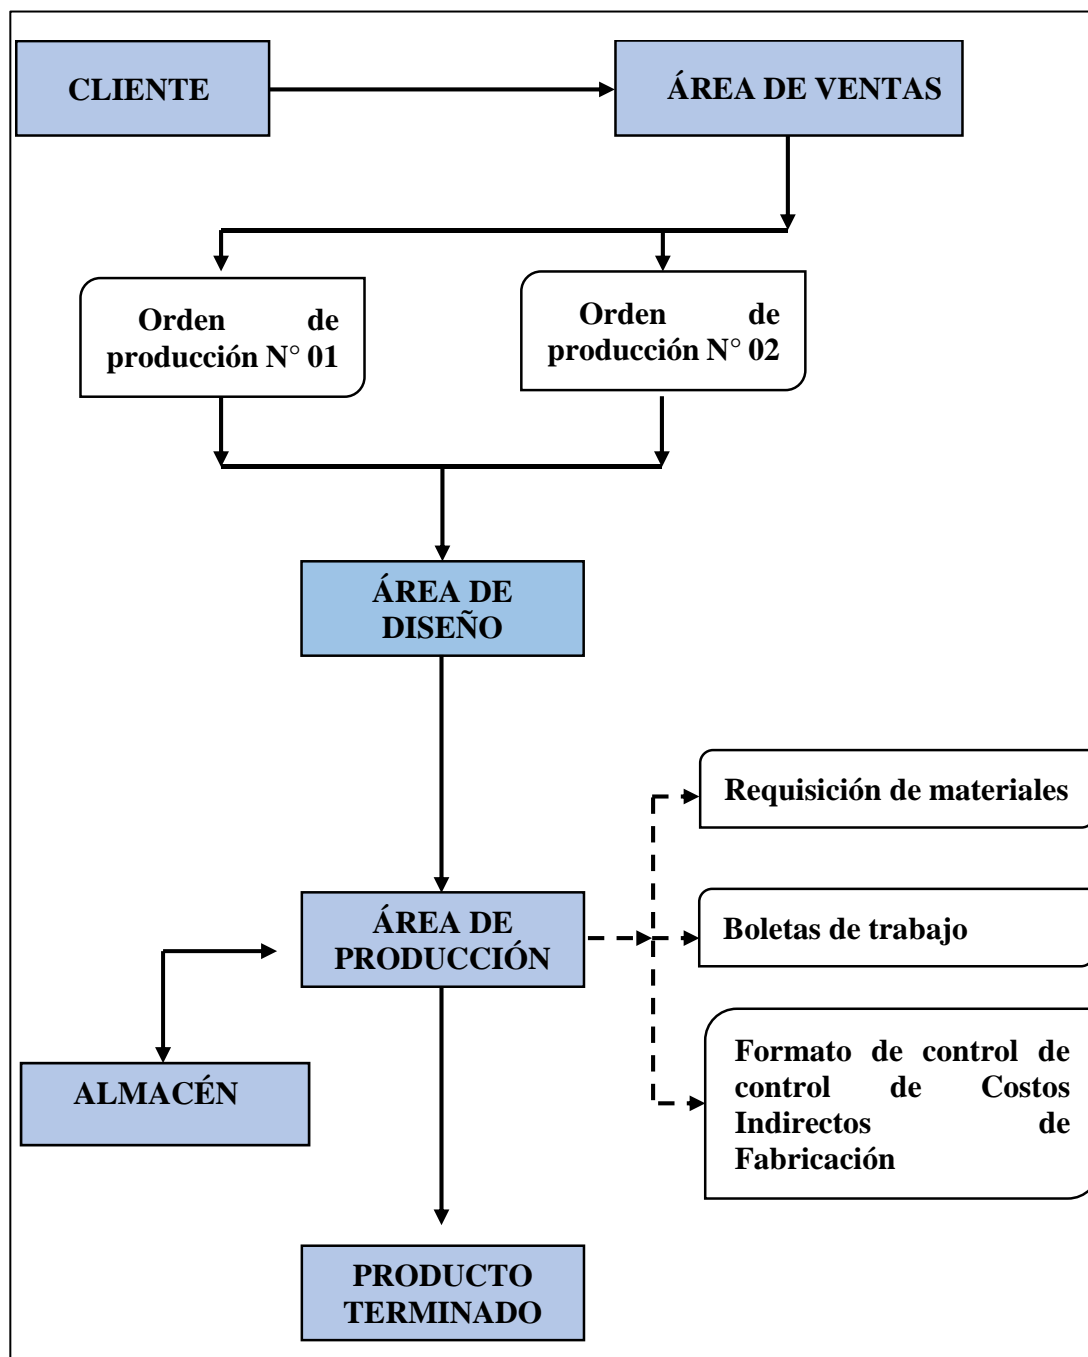 CLIENTE
ÁREA DE VENTAS
Orden de
producción N° 01
Orden de
producción N° 02
ÁREA DE
DISEÑO
Requisición de materiales
ÁREA DE
PRODUCCIÓN
Boletas de trabajo
Formato de control de
control de Costos
Indirectos de
Fabricación
ALMACÉN
PRODUCTO
TERMINADO